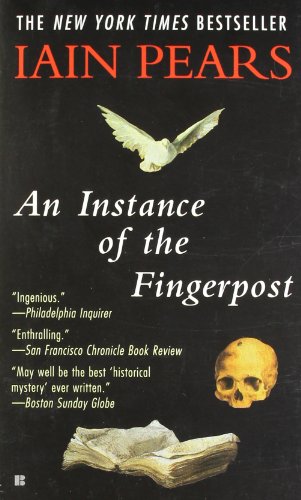 THE NEW YORK TIMES BESTSELLER
IAIN PEARS
An Instance
of the
Fingerpost
"Ingenious."
—Philadelphia Inquirer
"Enthralling."
—San Francisco Chronicle Book Review
"May well be the best 'historical
mystery' ever written."
—Boston Sunday Globe
B